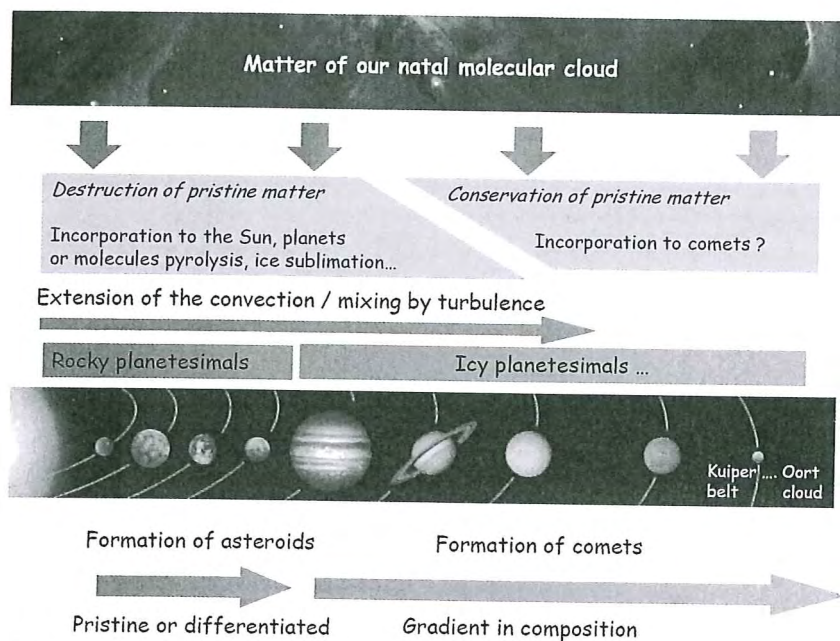 Matter of our natal molecular cloud
Destruction of pristine matter
Conservation of pristine matter
Incorporation to the Sun, planets
or molecules pyrolysis, ice sublimation...
Incorporation to comets ?
Extension of the convection / mixing by turbulence
Rocky planetesimals
Icy planetesimals ...
Kuiper .... Oort
belt cloud
Formation of asteroids
Formation of comets
Pristine or differentiated
Gradient in composition